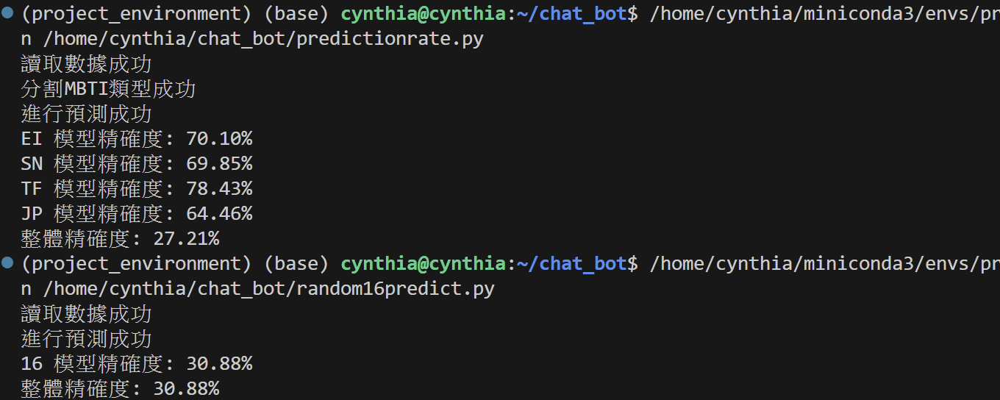 (project_environment) (base) cynthia@cynthia:~/chat_bot$ /home/cynthia/miniconda3/envs/pr
n /home/cynthia/chat_bot/predictionrate.py
讀取數據成功
分割MBTI類型成功
進行預測成功
EI 模型精確度: 70.10%
SN 模型精確度: 69.85%
TF 模型精確度: 78.43%
JP 模型精確度: 64.46%
整體精確度: 27.21%
(project_environment) (base) cynthia@cynthia:~/chat_bot$ /home/cynthia/miniconda3/envs/pr
n /home/cynthia/chat_bot/random16predict.py
讀取數據成功
進行預測成功
16 模型精確度: 30.88%
整體精確度: 30.88%